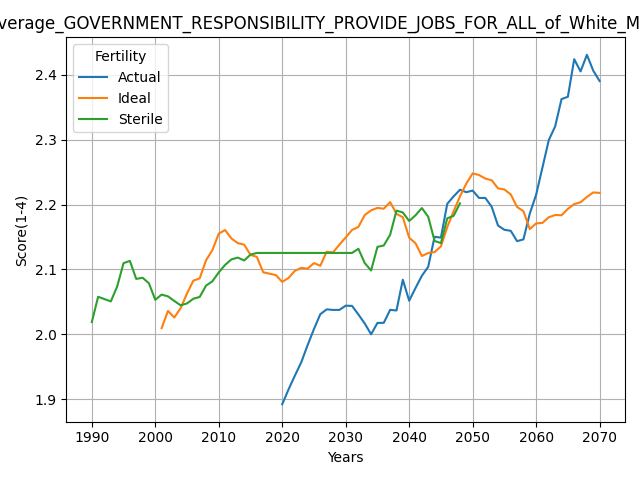 verage_GOVERNMENT_RESPONSIBILITY_PROVIDE_JOBS_FOR_ALL_of_White_M
Fertility
Actual
Ideal
Sterile
Score(1-4)
2.4
2.3
2.2
2.1
2.0
1.9
1990 2000 2010 2020 2030 2040 2050 2060 2070
Years